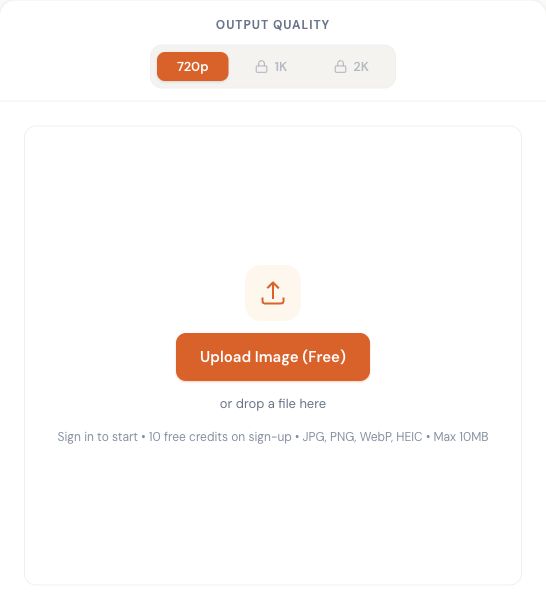 OUTPUT QUALITY
720p 1K 2K
Upload Image (Free)
or drop a file here
Sign in to start • 10 free credits on sign-up • JPG, PNG, WebP, HEIC • Max 10MB